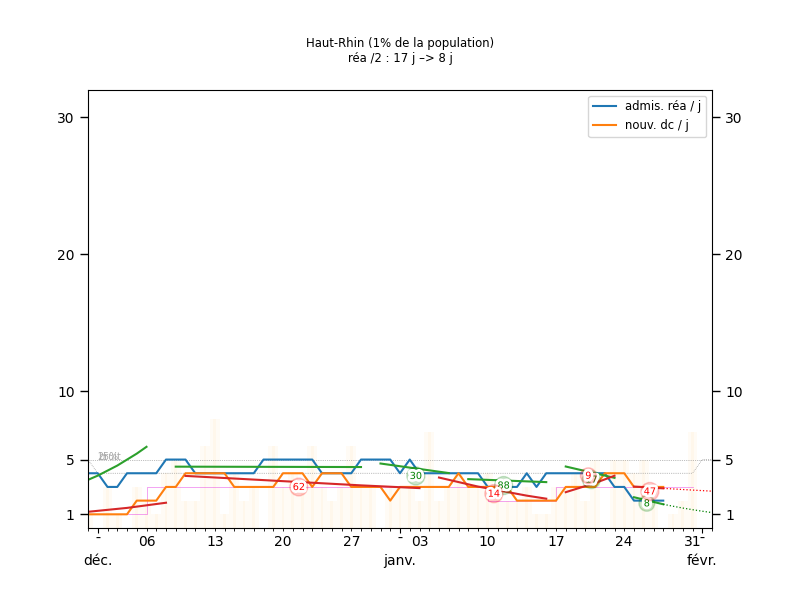 Haut-Rhin (1% de la population)
réa /2 : 17 j –> 8 j
admis. réa / j
nouv. dc / j
30
30
20
20
10
10
5
5
1
1
62
30
14
88
9
47
8
- 06 13 20 27 - 03 10 17 24 31 -
déc. janv. févr.